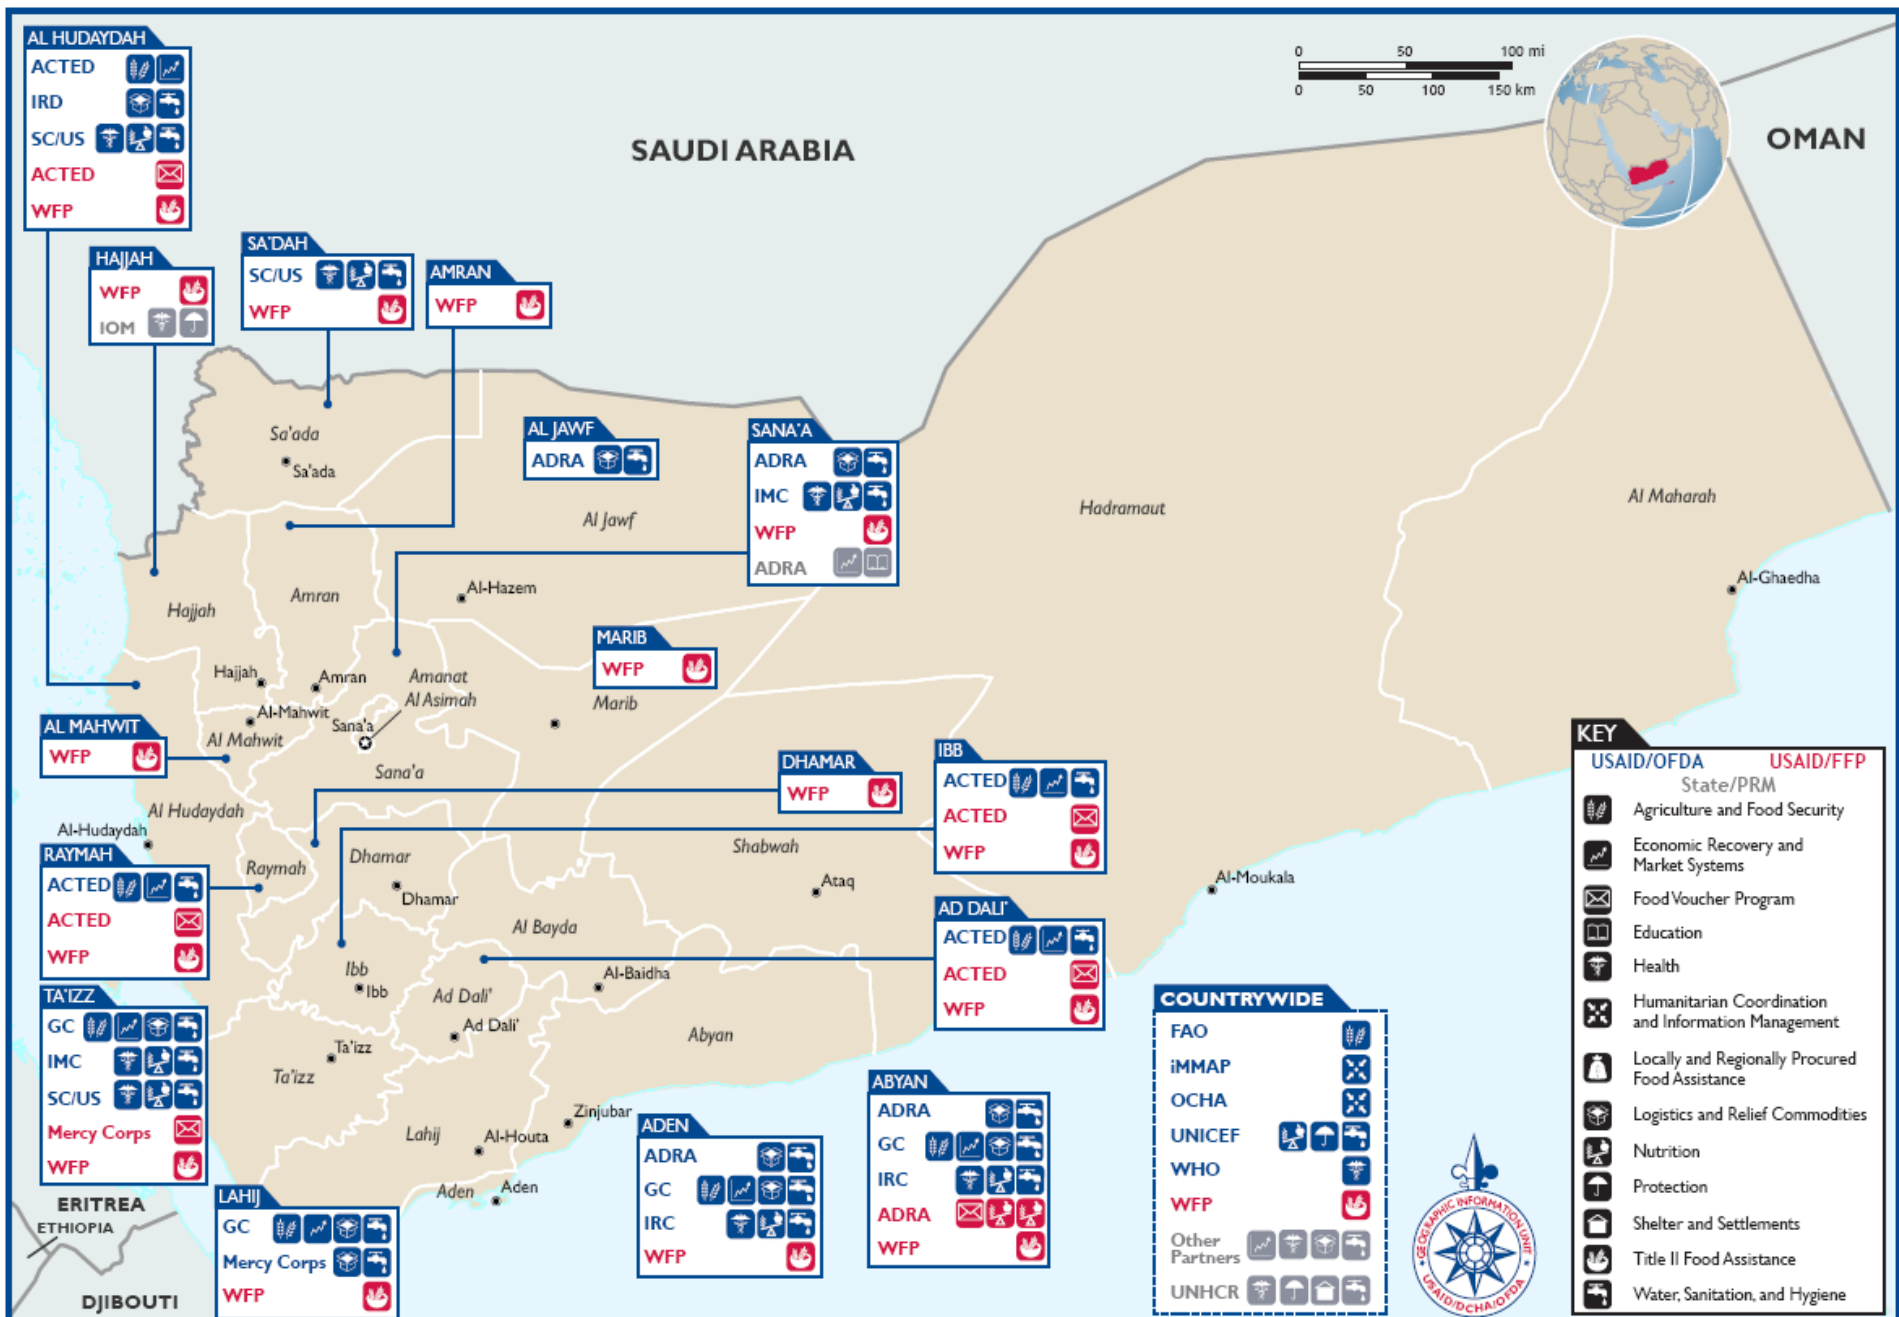 AL HUDAYDAH
ACTED
IRD
SC/US
ACTED
WFP
HAJJAH
WFP
IOM
SA'DAH
SC/US
WFP
AMRAN
WFP
SAUDI ARABIA
0 50 100 mi
0 50 100 150 km
OMAN
AL JAWF
ADRA
SANA'A
ADRA
IMC
WFP
ADRA
Sa'ada
Sa'ada
Al Jawf
Hadramaut
Al Maharah
Al-Ghaedha
Al-Hazem
Amran
Hajjah
MARIB
WFP
Hajjah
Amran
Amanat
Al Asimah
Marib
Al-Mahwit
Sana'a
Al Mahwit
Sana'a
AL MAHWIT
WFP
DHAMAR
WFP
IBB
ACTED
ACTED
WFP
Al Hudaydah
Al-Hudaydah
RAYMAH
ACTED
ACTED
WFP
Raymah
Dhamar
Dhamar
Shabwah
Ataq
Al-Moukala
Al Bayda
AD DALI'
ACTED
ACTED
WFP
Ibb
Ibb
Al-Baidha
Ad Dali'
Ad Dali'
Abyan
TA'IZZ
GC
IMC
SC/US
Mercy Corps
WFP
Ta'izz
Ta'izz
Zinjubar
Lahij
Al-Houta
Aden
Aden
ERITREA
ETHIOPIA
DJIBOUTI
LAHIJ
GC
Mercy Corps
WFP
ADEN
ADRA
GC
IRC
WFP
ABYAN
ADRA
GC
IRC
ADRA
WFP
COUNTRYWIDE
FAO
iMMAP
OCHA
UNICEF
WHO
WFP
Other
Partners
UNHCR
GEOGRAPHIC INFORMATION UNIT
USAID/DCHA/OFDA
KEY
USAID/OFDA USAID/FFP
State/PRM
Agriculture and Food Security
Economic Recovery and
Market Systems
Food Voucher Program
Education
Health
Humanitarian Coordination
and Information Management
Locally and Regionally Procured
Food Assistance
Logistics and Relief Commodities
Nutrition
Protection
Shelter and Settlements
Title II Food Assistance
Water, Sanitation, and Hygiene